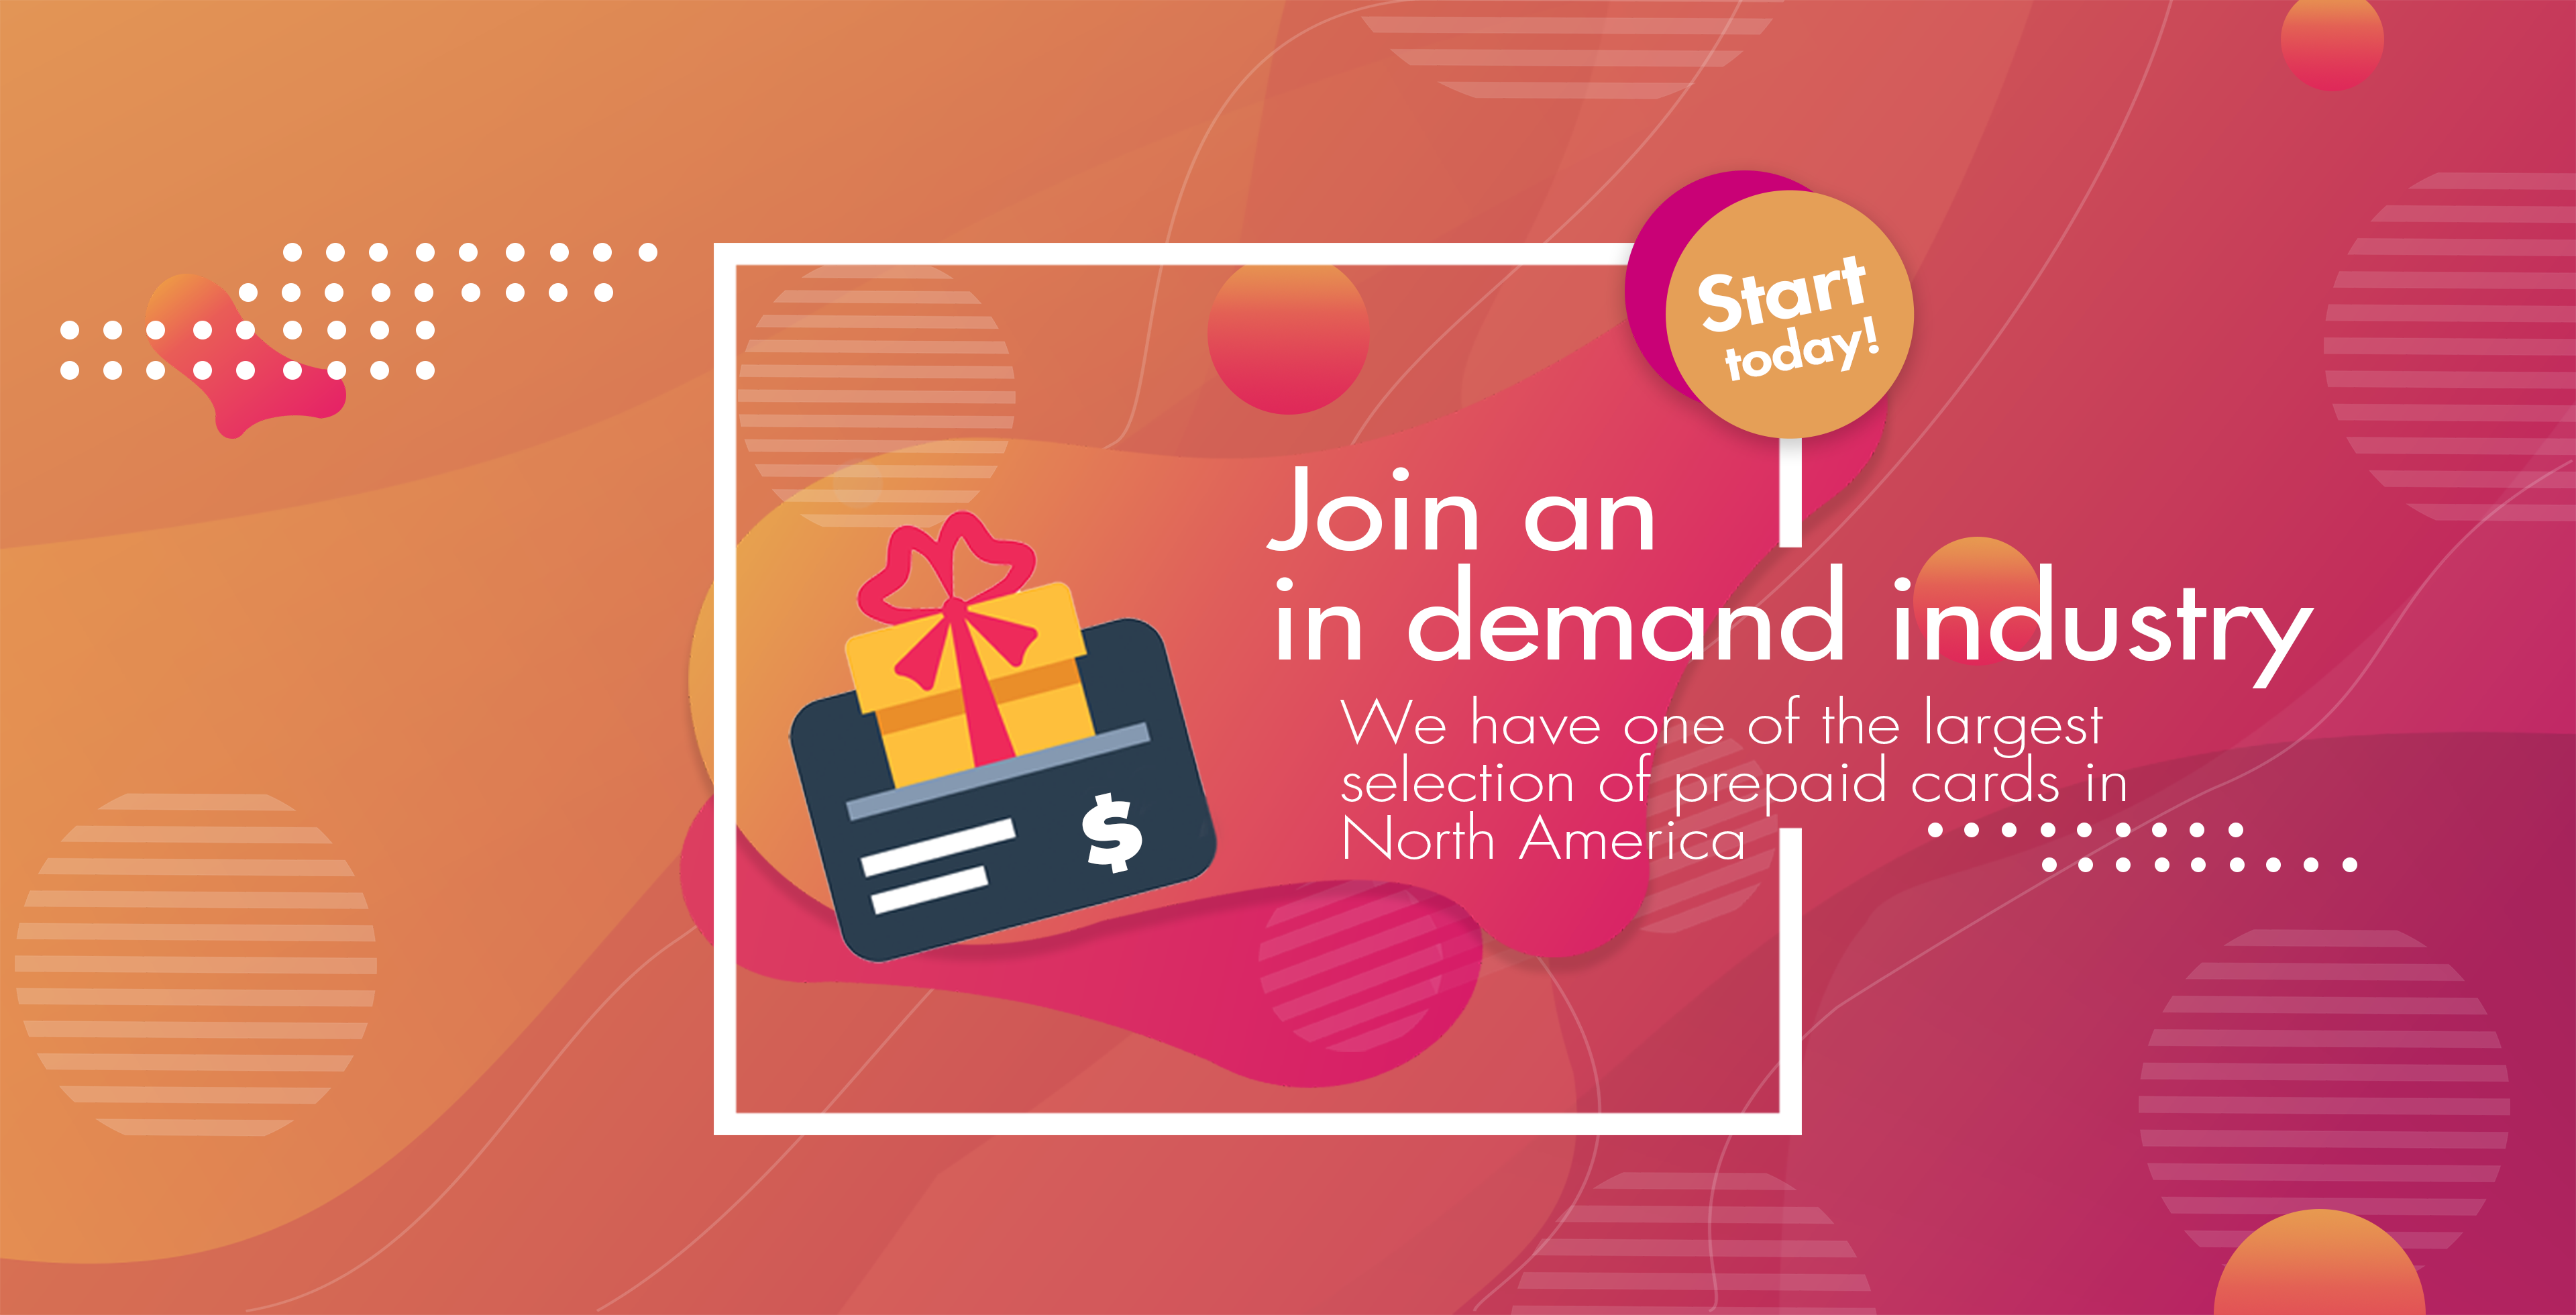 Start
today!
Join an
in demand industry
We have one of the largest
selection of prepaid cards in
North America
$